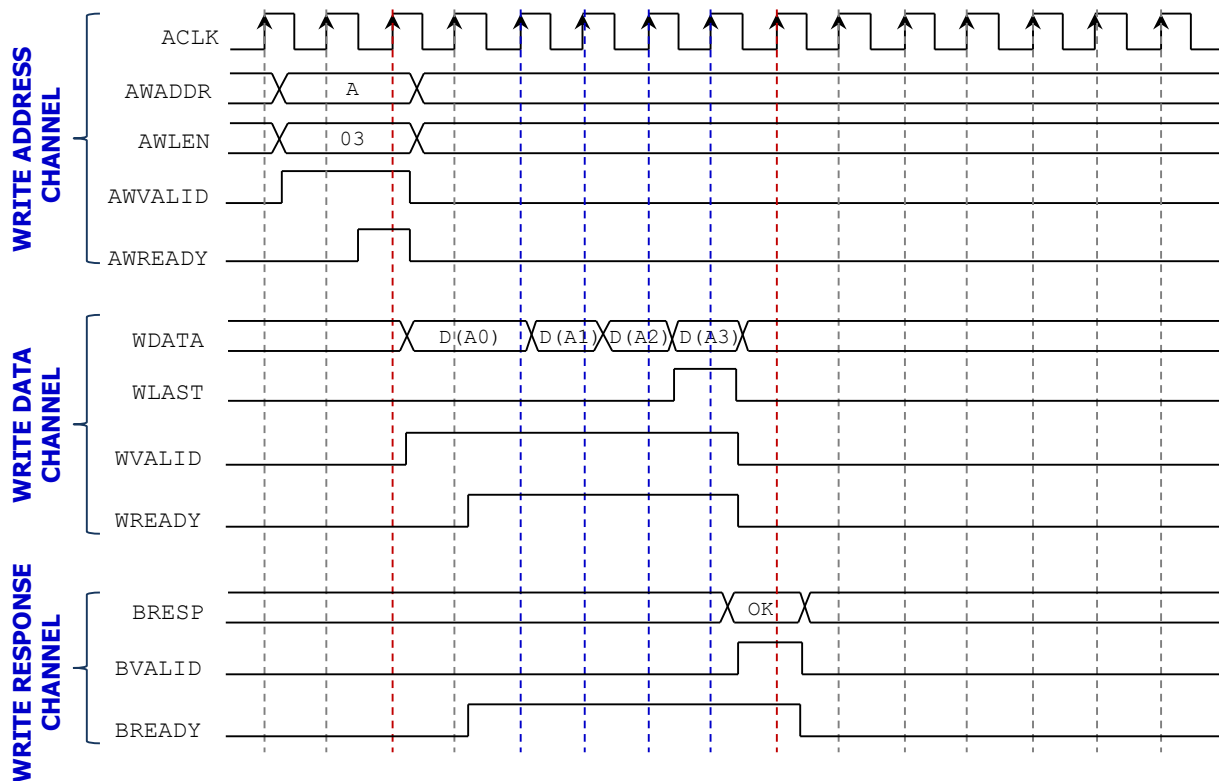 WRITE ADDRESS
CHANNEL
ACLK
AWADDR
A
AWLEN
03
AWVALID
AWREADY
WRITE DATA
CHANNEL
WDATA
D(A0)
D(A1)
D(A2)
D(A3)
WLAST
WVALID
WREADY
WRITE RESPONSE
CHANNEL
BRESP
OK
BVALID
BREADY